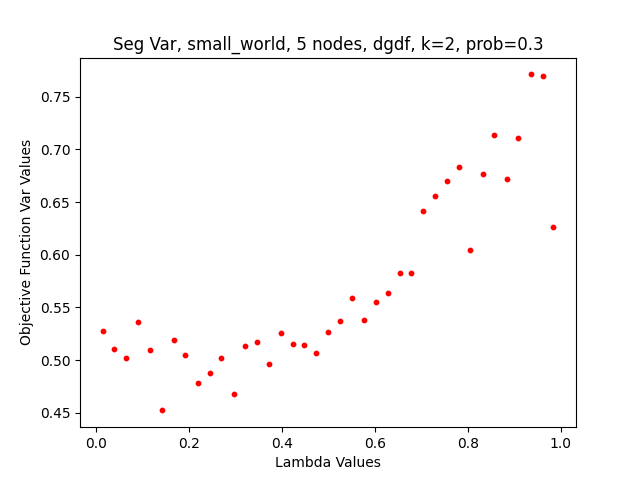 Seg Var, small_world, 5 nodes, dgdf, k=2, prob=0.3
Objective Function Var Values
0.75
0.70
0.65
0.60
0.55
0.50
0.45
0.0 0.2 0.4 0.6 0.8 1.0
Lambda Values